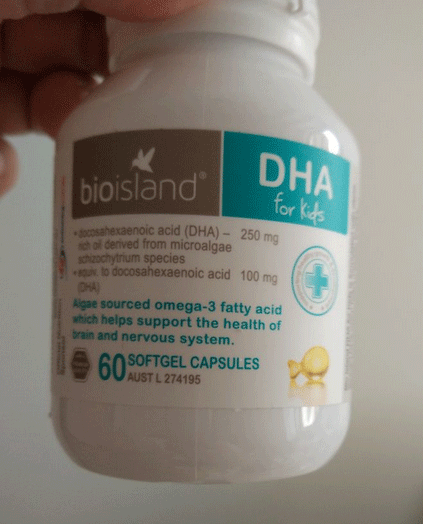 bioisland®
DHA
for kids
• docosahexaenoic acid (DHA) – 250 mg
rich oil derived from microalgae
schizochytrium species
• equiv. to docosahexaenoic acid 100 mg
(DHA)
Algae sourced omega-3 fatty acid
which helps support the health of
brain and nervous system.
60 SOFTGEL CAPSULES
AUST L 274195